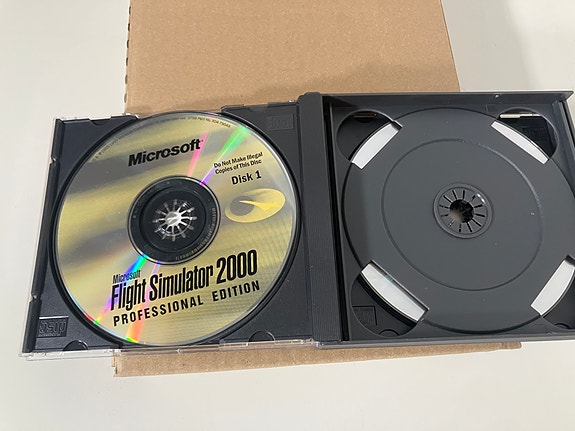 Microsoft
Do Not Make Illegal
Copies of This Disc
Disk 1
Microsoft
Flight Simulator 2000
PROFESSIONAL EDITION